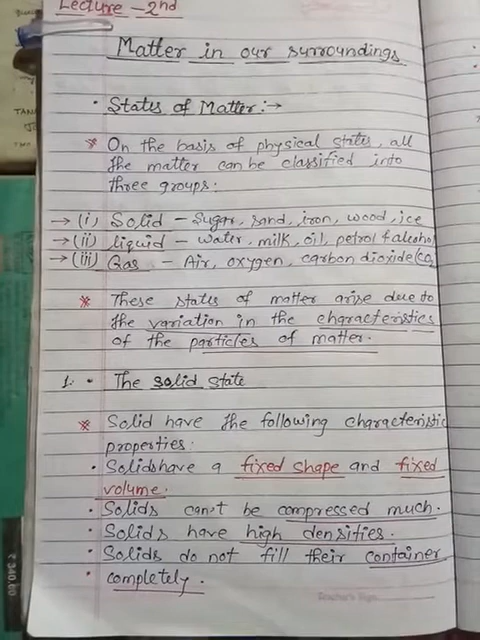 Lecture - 2nd
Matter in our surroundings
• States of Matter:→
* On the basis of physical states, all
the matter can be classified into
three groups:
→ (i) Solid - Sugar, sand, iron, wood, ice
→ (ii) liquid - water, milk, oil, petrol & alcohol
→ (iii) Gas - Air, oxygen, carbon dioxide (CO2
* These states of matter arise due to
the variation in the characteristics
of the particles of matter.
1. • The solid state
* Solid have the following characteristic
properties:
• Solids have a fixed shape and fixed
volume.
• Solids can't be compressed much.
• Solids have high densities.
• Solids do not fill their container
• completely.
Teacher's Sign
₹ 340.00